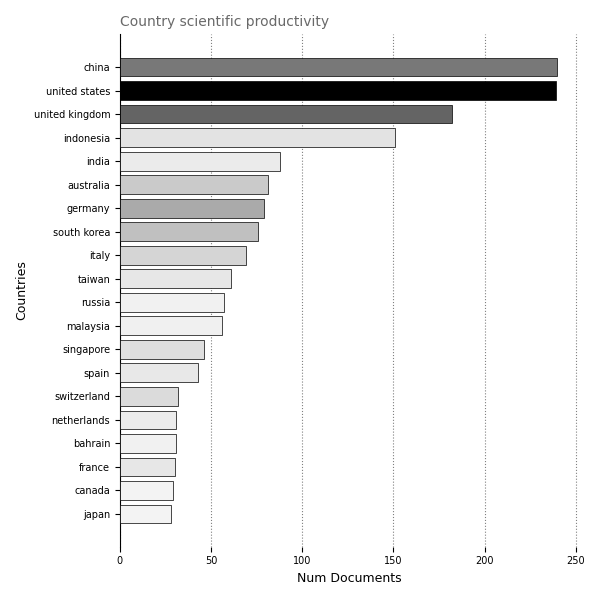 Country scientific productivity
china
united states
united kingdom
indonesia
india
australia
germany
south korea
italy
taiwan
russia
malaysia
singapore
spain
switzerland
netherlands
bahrain
france
canada
japan
Countries
0 50 100 150 200 250
Num Documents